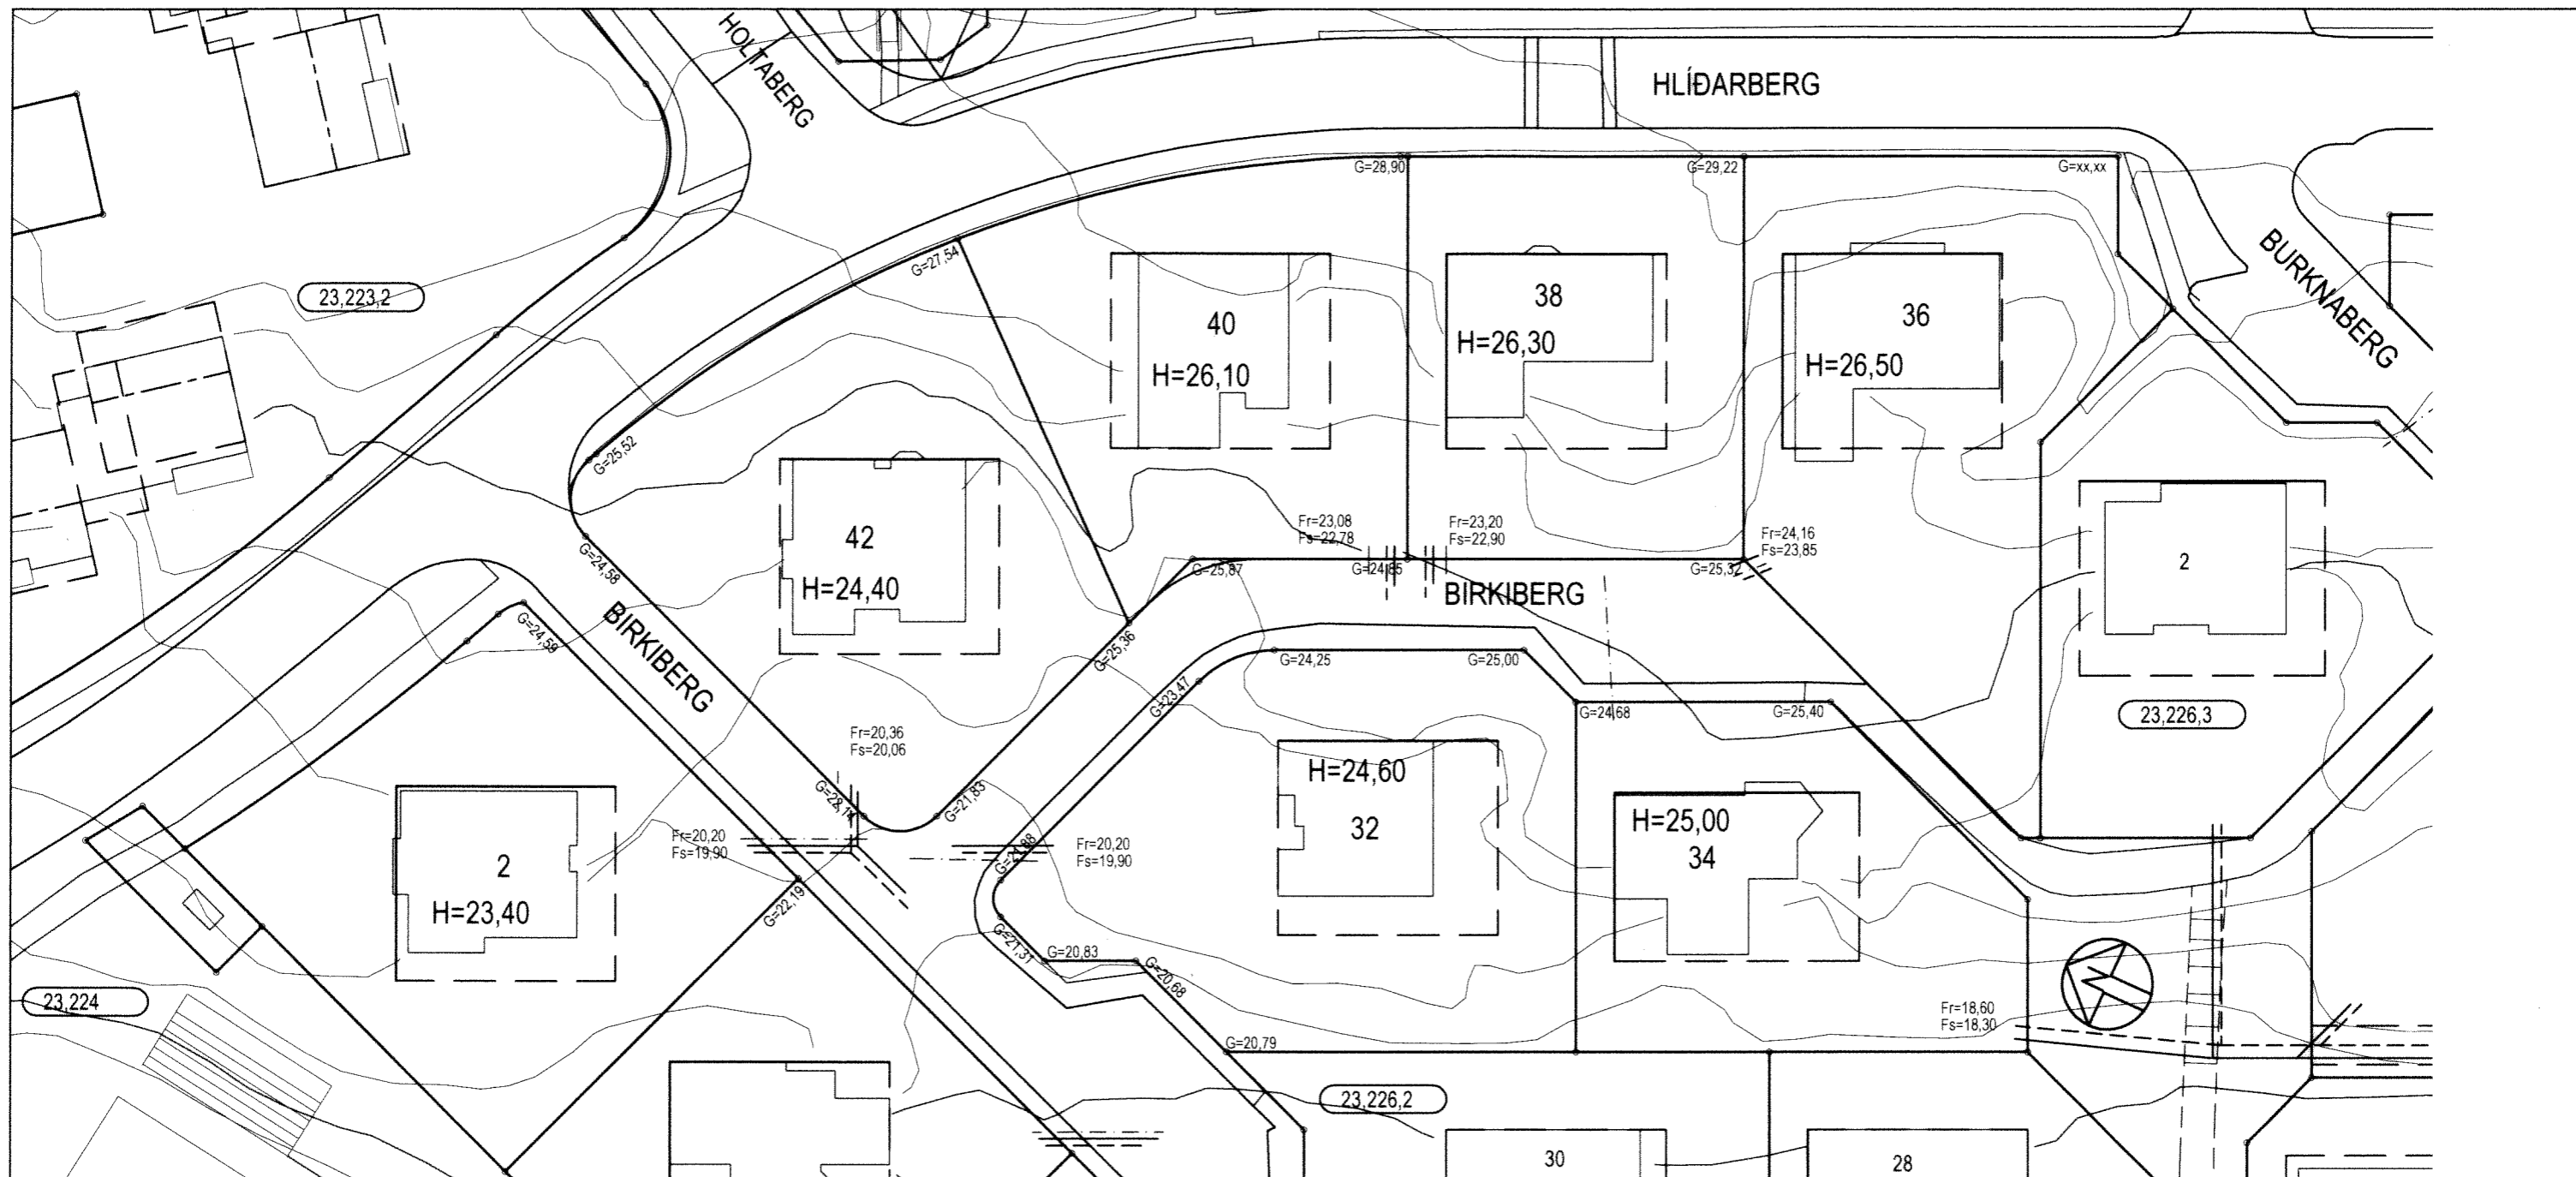 HOLTABERG
HLÍÐARBERG
G=28,90
G=29,22
G=xx,xx
BURKNABERG
G=27,54
23,223,2
40
H=26,10
38
H=26,30
36
H=26,50
G=25,52
42
H=24,40
G=24,58
Fr=23,08
Fs=22,78
Fr=23,20
Fs=22,90
Fr=24,16
Fs=23,85
G=25,87
G=24,85
G=25,32
BIRKIBERG
2
G=24,59
BIRKIBERG
G=25,36
G=24,25
G=25,00
G=23,47
G=24,68
G=25,40
23,226,3
Fr=20,36
Fs=20,06
H=24,60
32
H=25,00
34
G=21,83
Fr=20,20
Fs=19,90
Fr=20,20
Fs=19,90
2
H=23,40
G=22,19
G=21,31
G=20,83
G=20,68
23,224
Fr=18,60
Fs=18,30
G=20,79
23,226,2
30
28